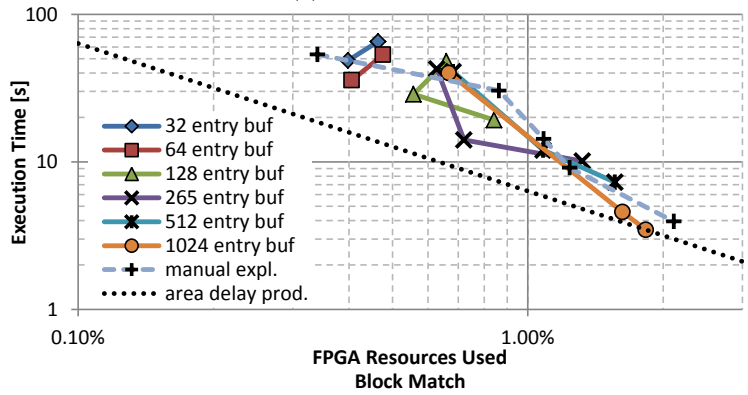 100
10
1
Execution Time [s]
32 entry buf
64 entry buf
128 entry buf
265 entry buf
512 entry buf
1024 entry buf
manual expl.
area delay prod.
0.10%
1.00%
FPGA Resources Used
Block Match